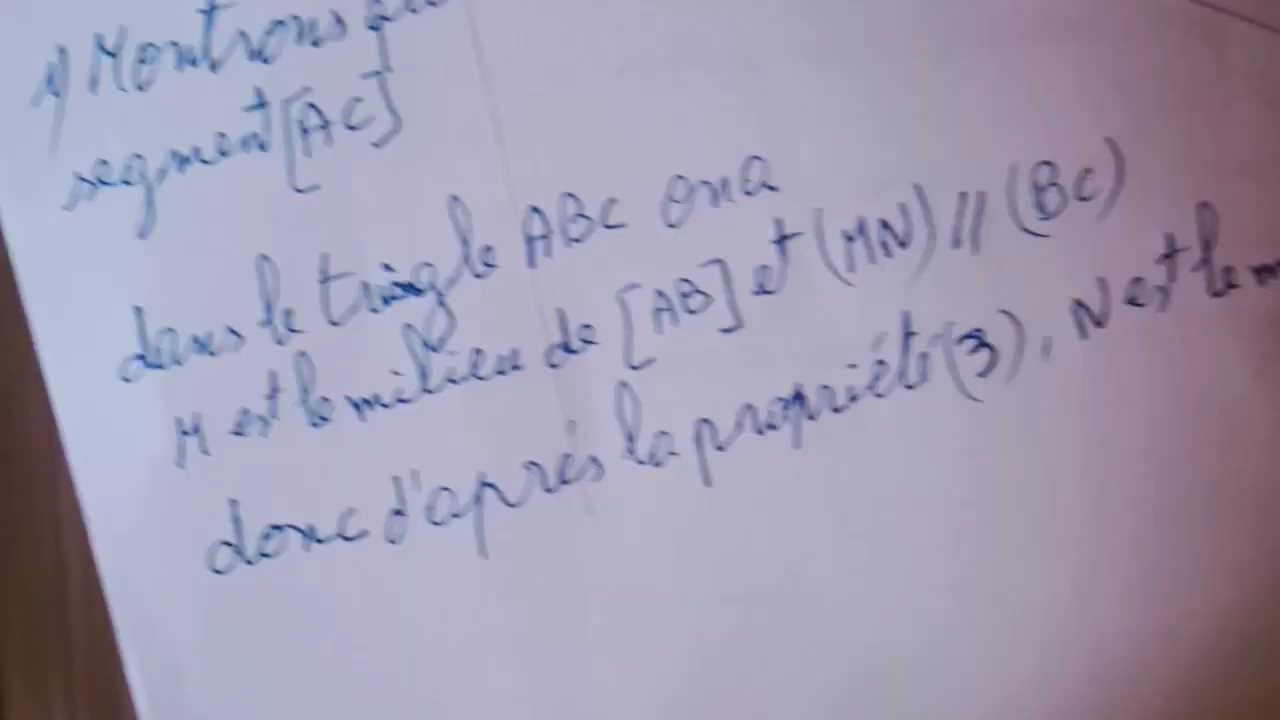 1) Montrons
segment [AC]
dans le triangle ABC on a
M est le milieu de [AB] et (MN) // (BC)
donc d'après la propriété (3), N est le